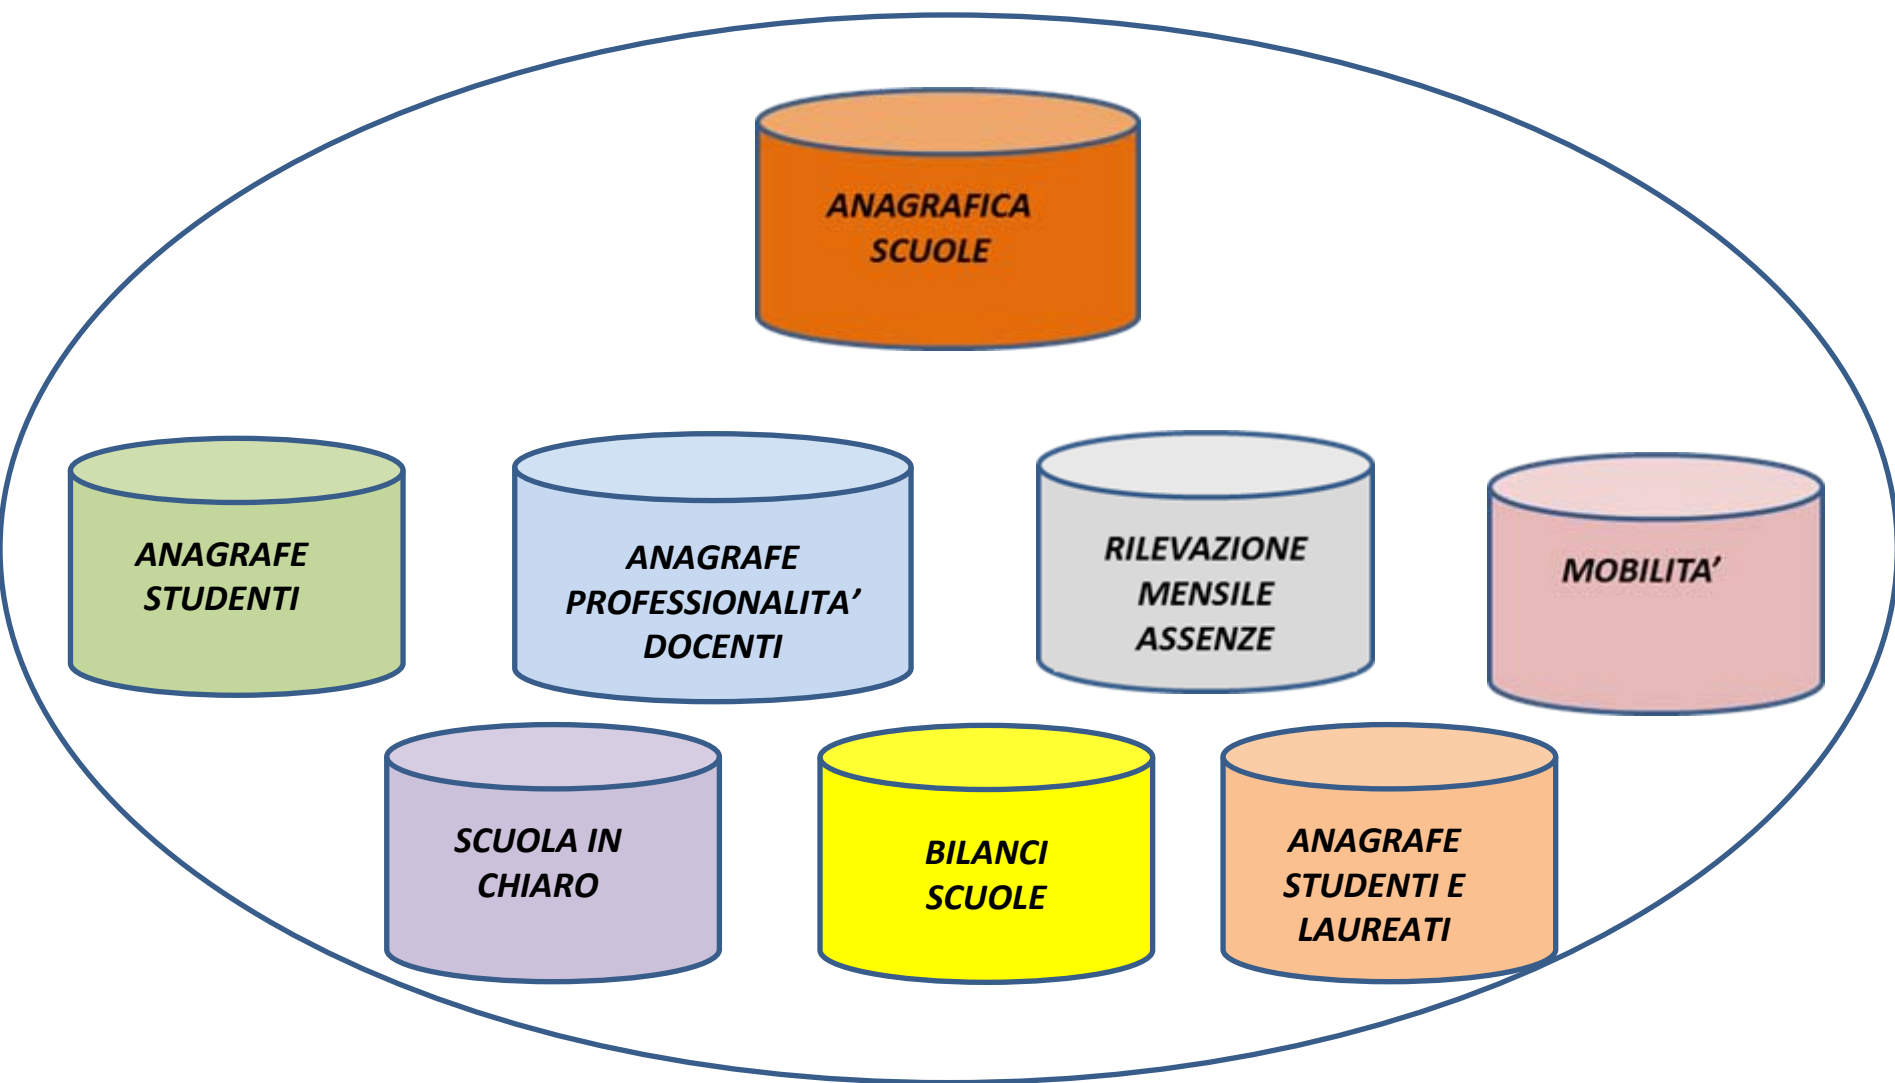 ANAGRAFICA
SCUOLE
ANAGRAFE
STUDENTI
ANAGRAFE
PROFESSIONALITA’
DOCENTI
RILEVAZIONE
MENSILE
ASSENZE
MOBILITA’
SCUOLA IN
CHIARO
BILANCI
SCUOLE
ANAGRAFE
STUDENTI E
LAUREATI